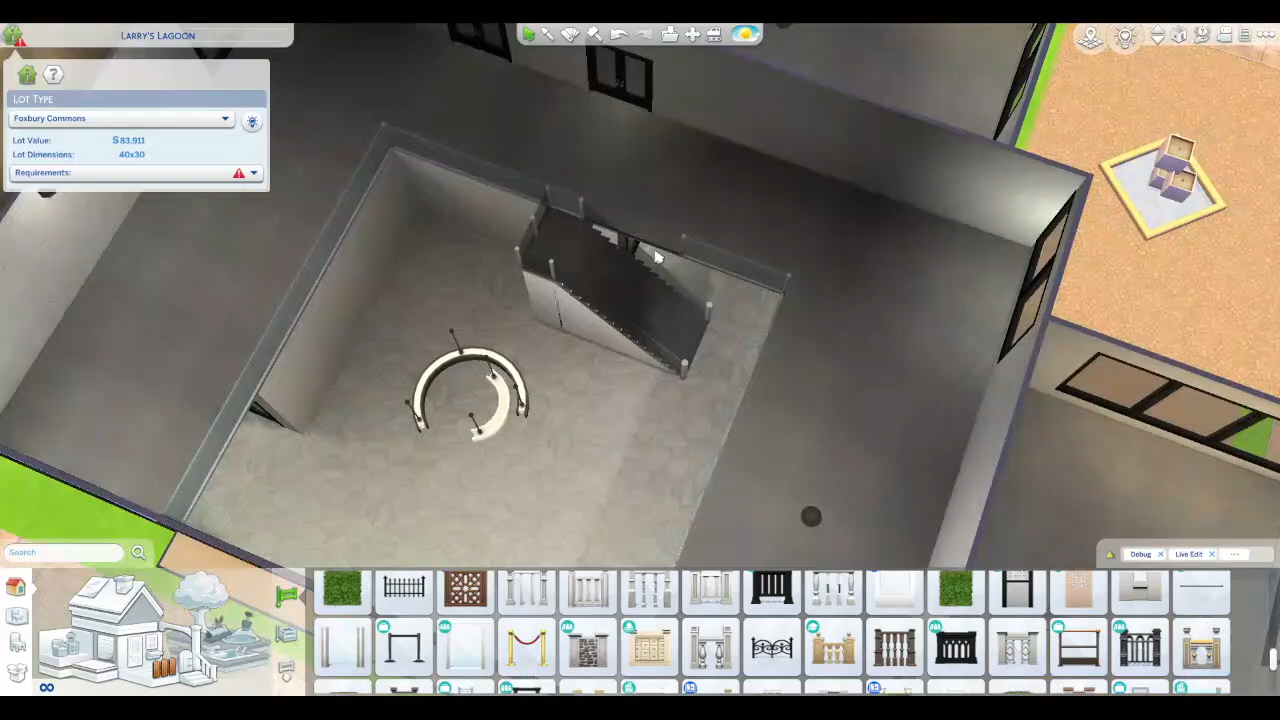 LARRY'S LAGOON
?
LOT TYPE
Foxbury Commons
Lot Value: §83,911
Lot Dimensions: 40x30
Requirements:
Search
Debug
Live Edit